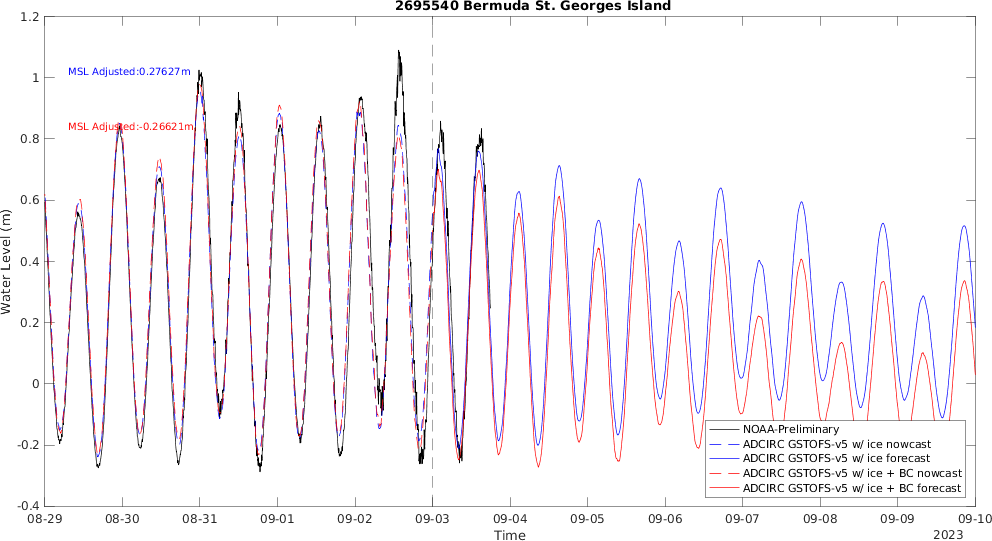 2695540 Bermuda St. Georges Island
1.2
1
0.8
0.6
0.4
0.2
0
-0.2
-0.4
Water Level (m)
MSL Adjusted:0.27627m
MSL Adjusted:-0.26621m
NOAA-Preliminary
ADCIRC GSTOFS-v5 w/ ice nowcast
ADCIRC GSTOFS-v5 w/ ice forecast
ADCIRC GSTOFS-v5 w/ ice + BC nowcast
ADCIRC GSTOFS-v5 w/ ice + BC forecast
08-29 08-30 08-31 09-01 09-02 09-03 09-04 09-05 09-06 09-07 09-08 09-09 09-10
Time
2023